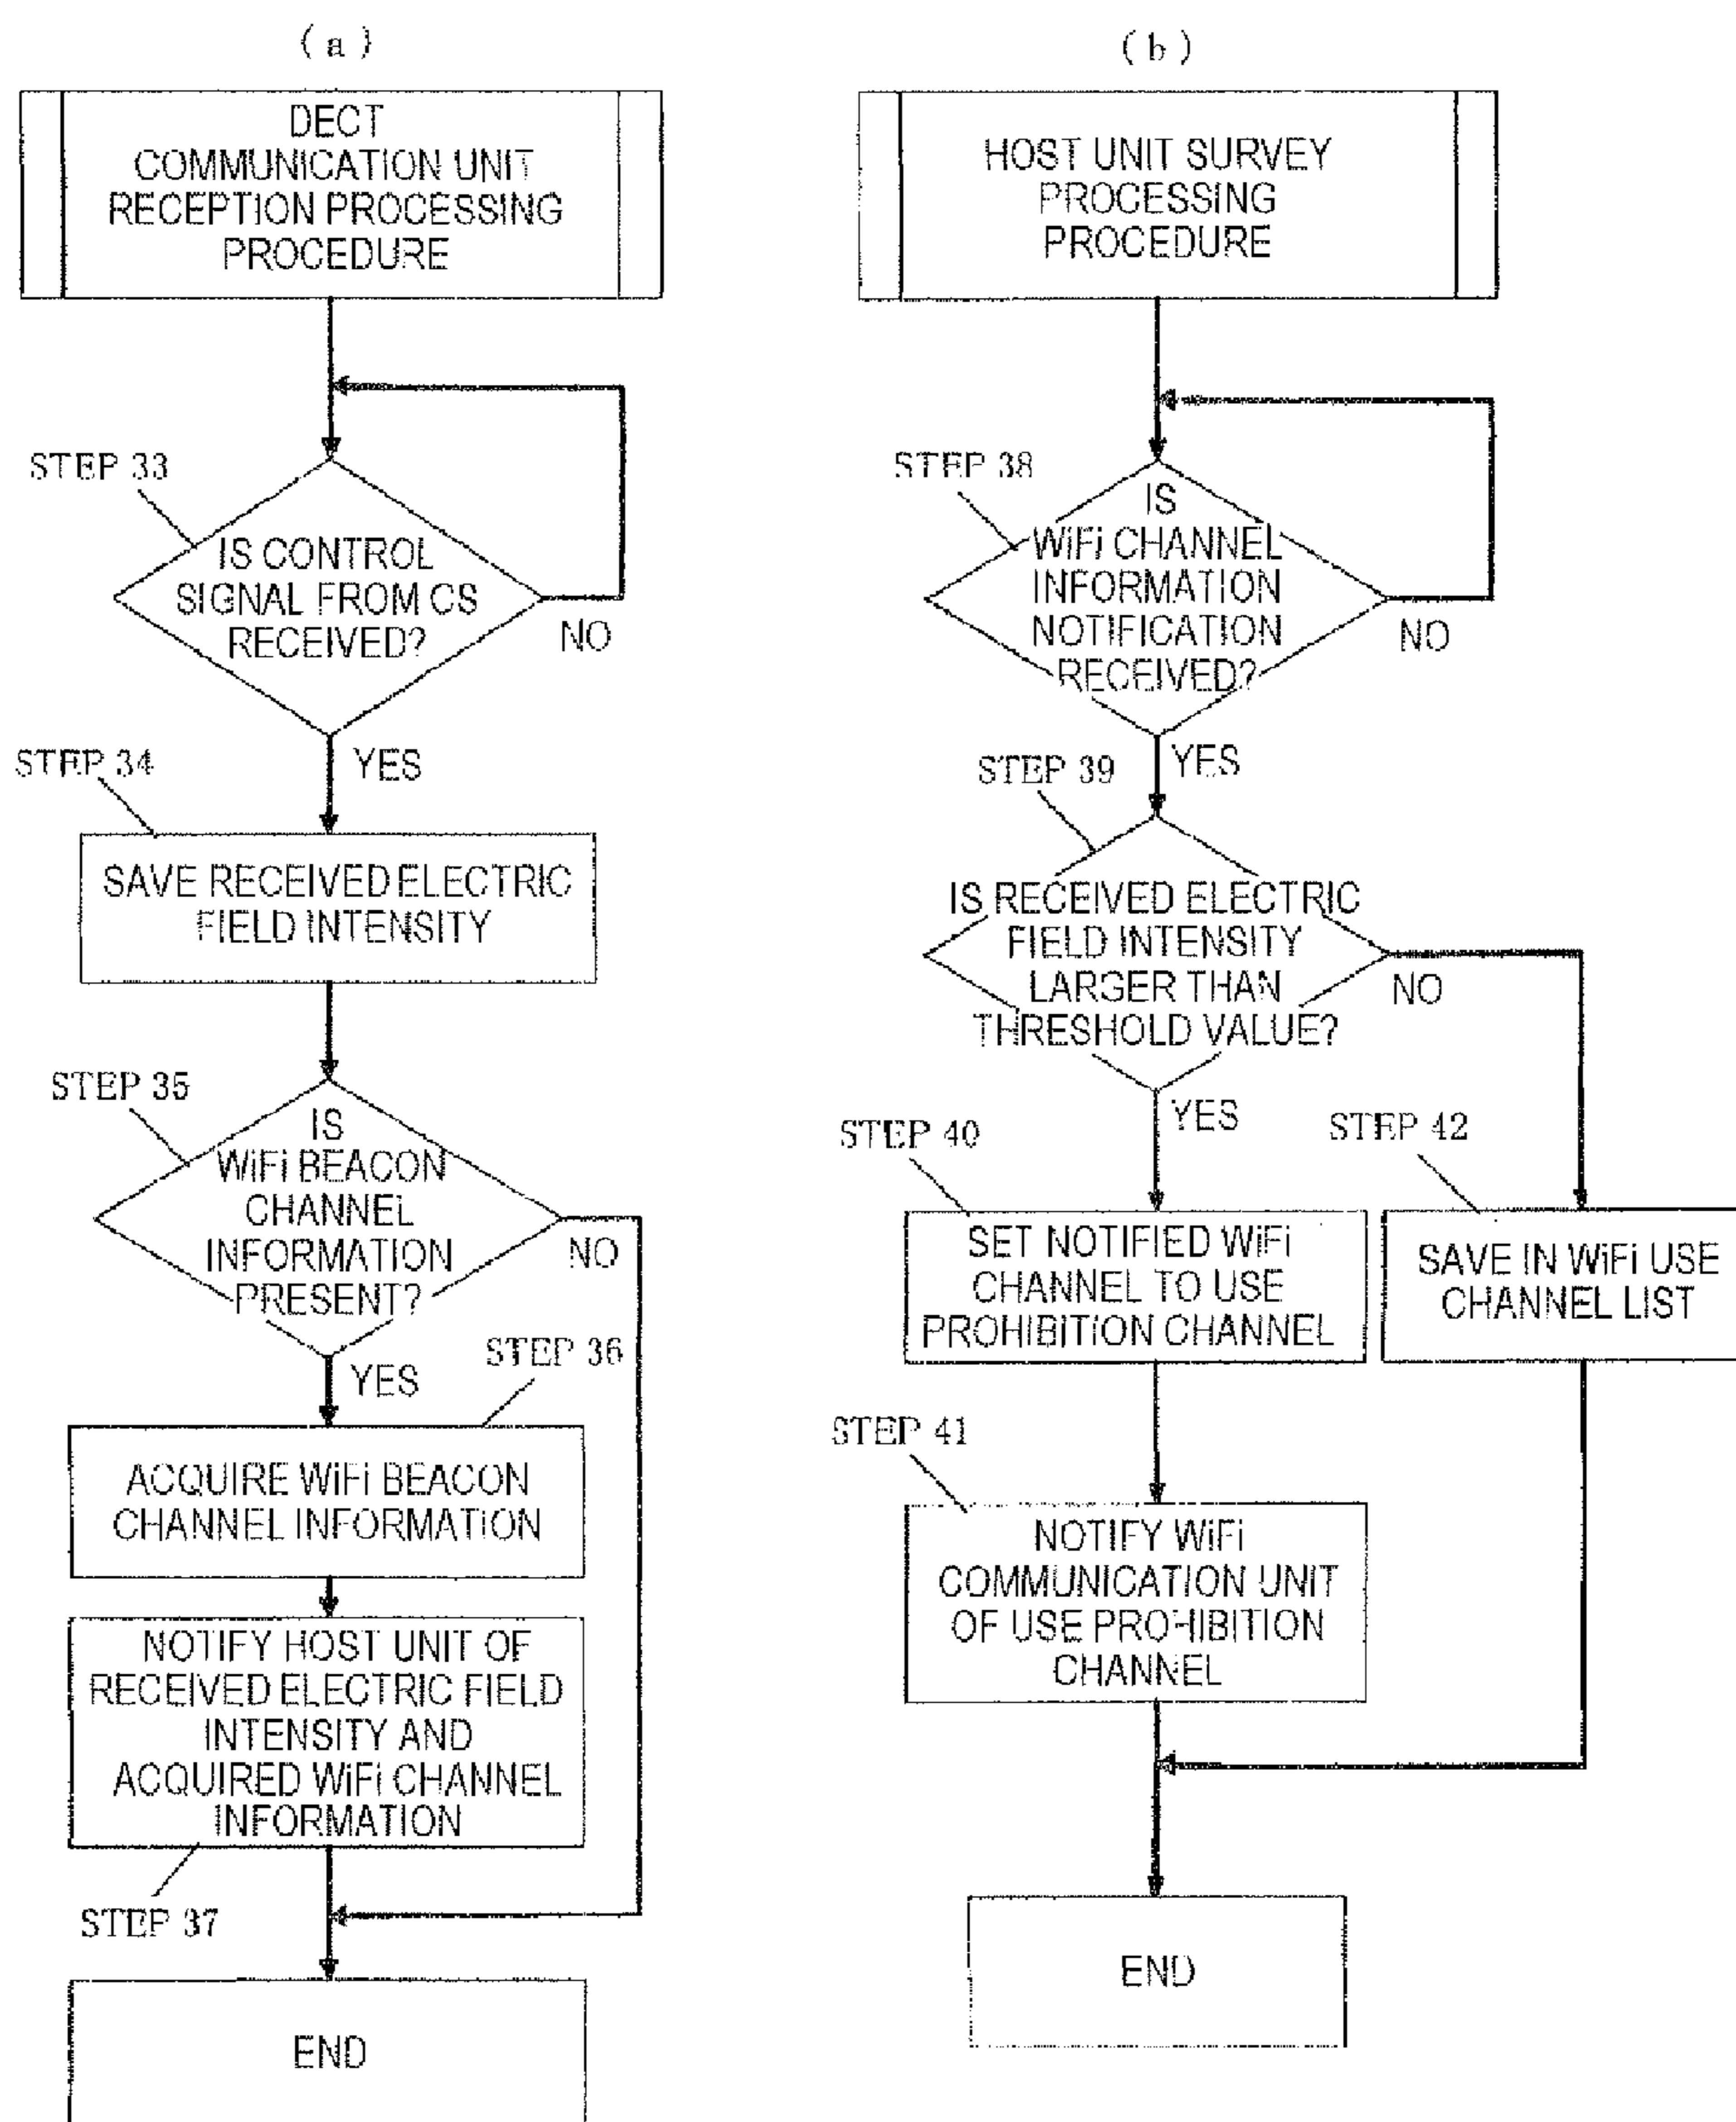 (a)
DECT
COMMUNICATION UNIT
RECEPTION PROCESSING
PROCEDURE
STEP 33
IS CONTROL
SIGNAL FROM CS
RECEIVED?
NO
YES
STEP 34
SAVE RECEIVED ELECTRIC
FIELD INTENSITY
STEP 35
IS
WiFi BEACON
CHANNEL
INFORMATION
PRESENT?
NO
YES
STEP 36
ACQUIRE WiFi BEACON
CHANNEL INFORMATION
NOTIFY HOST UNIT OF
RECEIVED ELECTRIC FIELD
INTENSITY AND
ACQUIRED WiFi CHANNEL
INFORMATION
STEP 37
END
(b)
HOST UNIT SURVEY
PROCESSING
PROCEDURE
STEP 38
IS
WiFi CHANNEL
INFORMATION
NOTIFICATION
RECEIVED?
NO
YES
STEP 39
IS RECEIVED ELECTRIC
FIELD INTENSITY
LARGER THAN
THRESHOLD VALUE?
NO
YES
STEP 40
SET NOTIFIED WiFi
CHANNEL TO USE
PROHIBITION CHANNEL
STEP 42
SAVE IN WiFi USE
CHANNEL LIST
STEP 41
NOTIFY WiFi
COMMUNICATION UNIT
OF USE PROHIBITION
CHANNEL
END